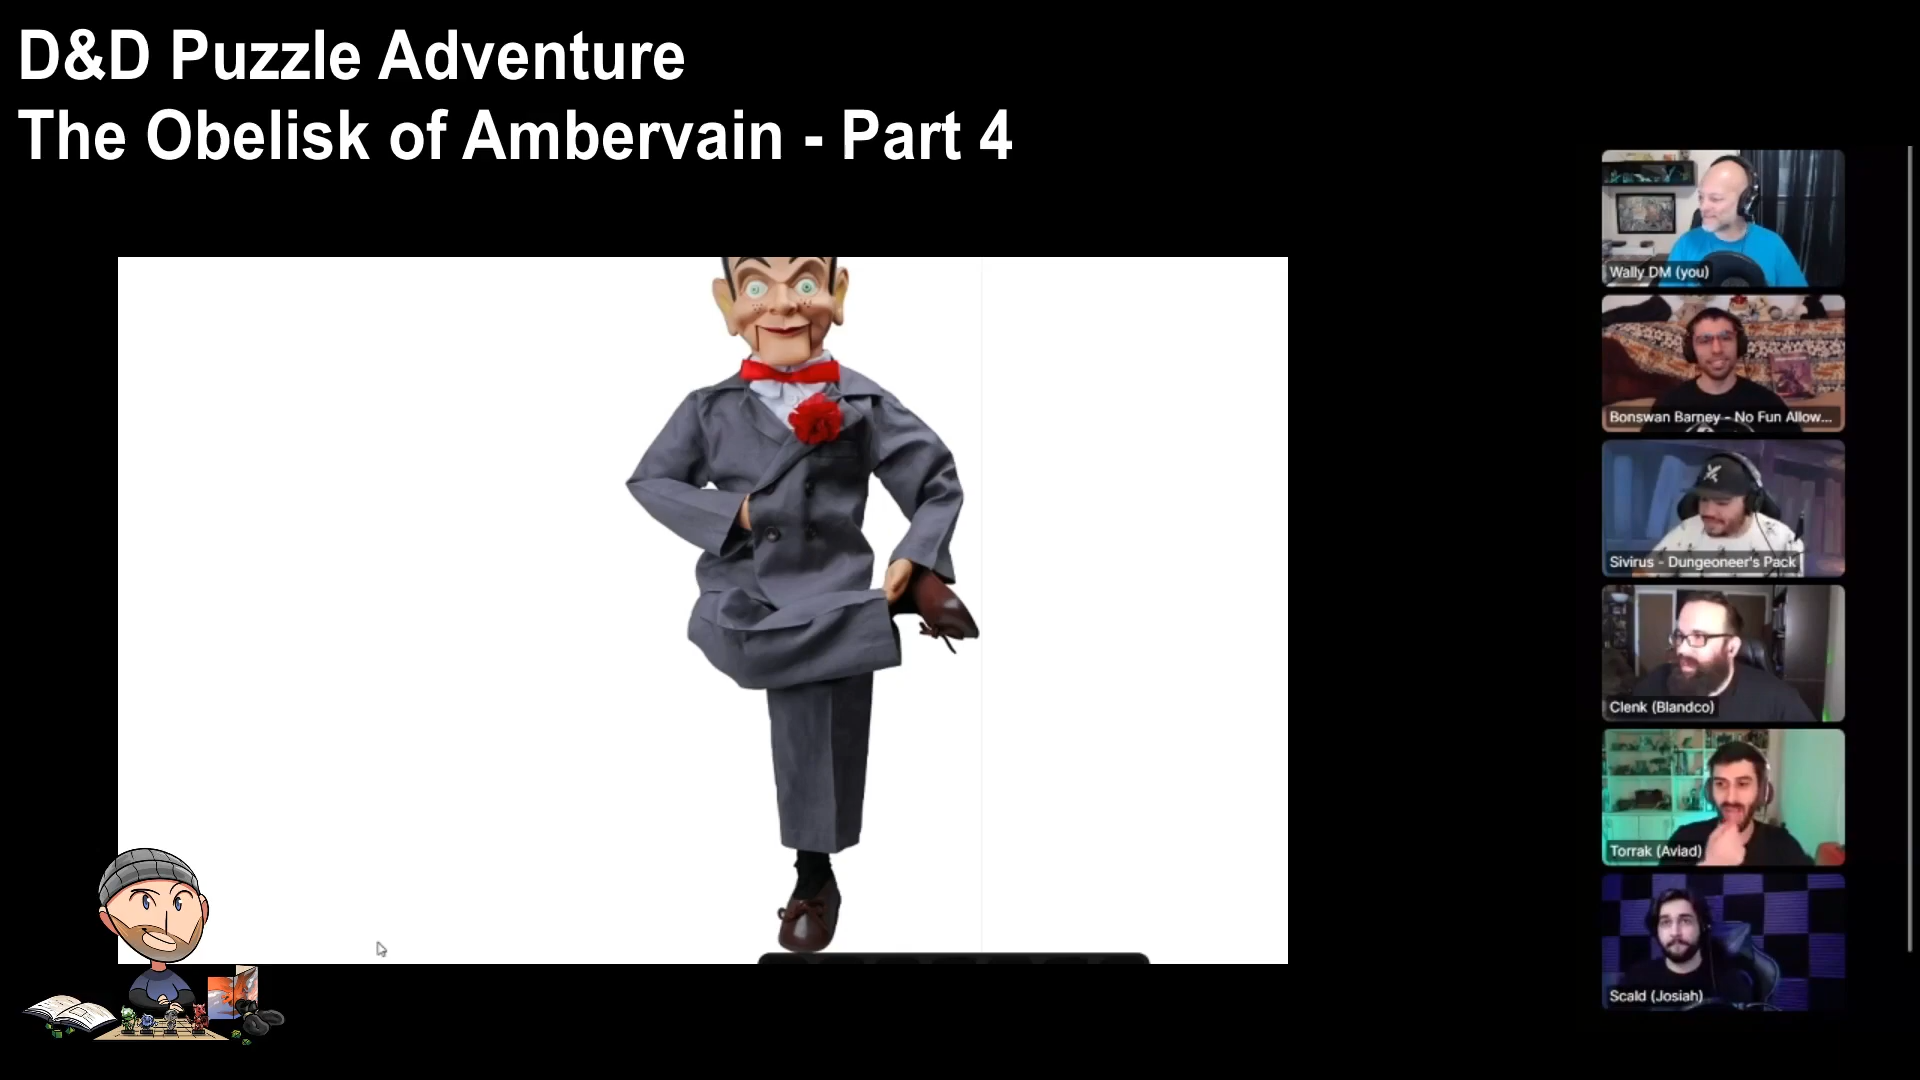 D&D Puzzle Adventure
The Obelisk of Ambervain - Part 4
Wally DM (you)
Bonswan Barney - No Fun Allow...
Sivirus - Dungeoneer's Pack
Clenk (Blandco)
Torrak (Aviad)
Scald (Josiah)